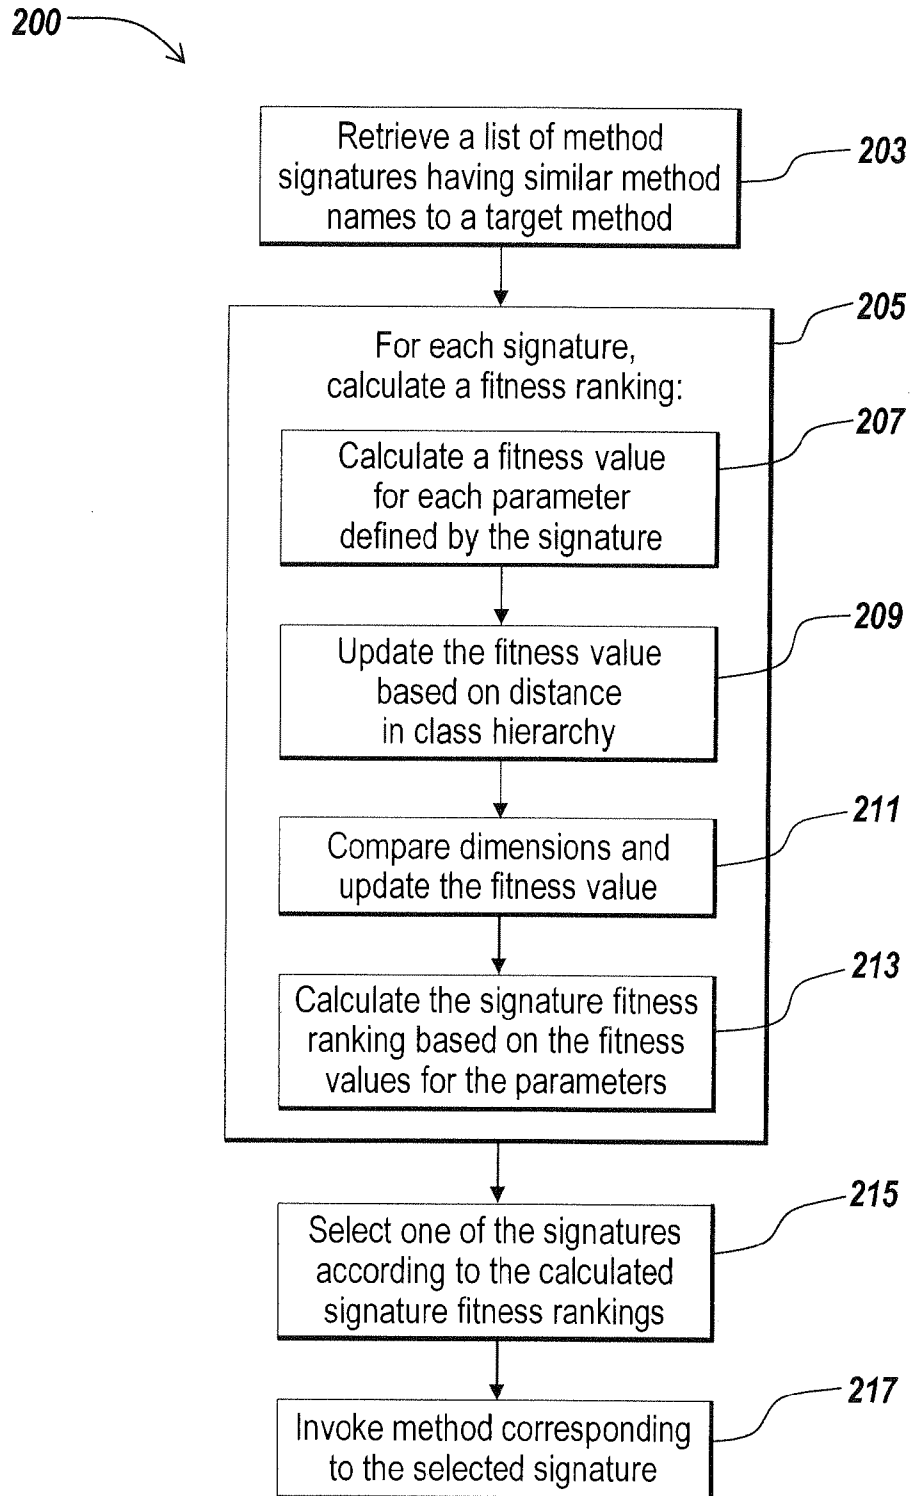 200
Retrieve a list of method
signatures having similar method
names to a target method
203
205
For each signature,
calculate a fitness ranking:
207
Calculate a fitness value
for each parameter
defined by the signature
209
Update the fitness value
based on distance
in class hierarchy
211
Compare dimensions and
update the fitness value
213
Calculate the signature fitness
ranking based on the fitness
values for the parameters
215
Select one of the signatures
according to the calculated
signature fitness rankings
217
Invoke method corresponding
to the selected signature